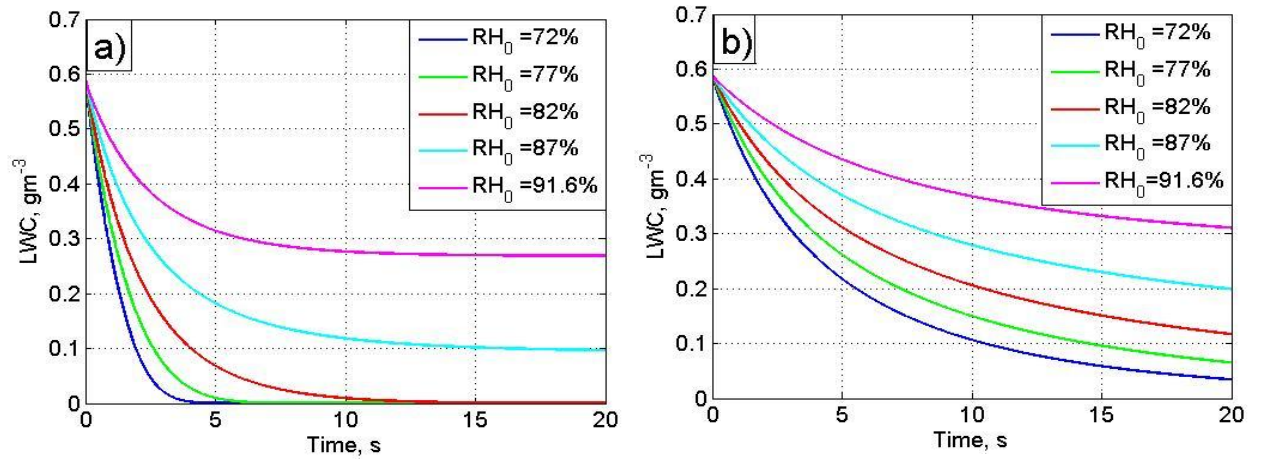 a)
0.7
0.6
0.5
0.4
0.3
0.2
0.1
0
LWC, gm⁻³
0
5
10
15
20
Time, s
RH₀ =72%
RH₀ =77%
RH₀ =82%
RH₀ =87%
RH₀ =91.6%
b)
0.7
0.6
0.5
0.4
0.3
0.2
0.1
0
LWC, gm⁻³
0
5
10
15
20
Time, s
RH₀ =72%
RH₀ =77%
RH₀ =82%
RH₀ =87%
RH₀=91.6%